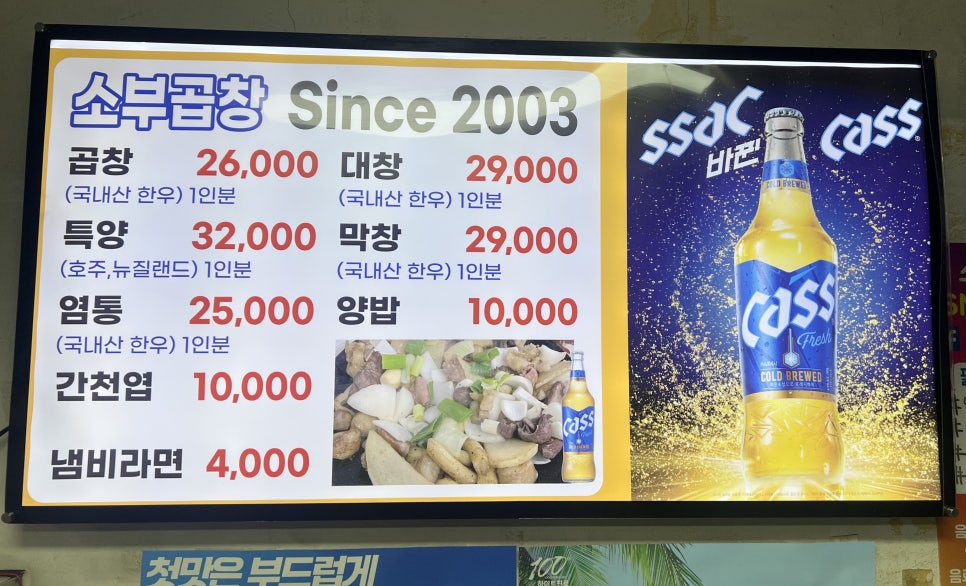 소부곱창 Since 2003
곱창 26,000
(국내산 한우) 1인분
대창 29,000
(국내산 한우) 1인분
특양 32,000
(호주,뉴질랜드) 1인분
막창 29,000
(국내산 한우) 1인분
염통 25,000
(국내산 한우) 1인분
양밥 10,000
간천엽 10,000
냄비라면 4,000
cass
ssac
바뀐
cass
COLD BREWED
cass
Fresh
COLD BREWED
첫맛은 부드럽게
100